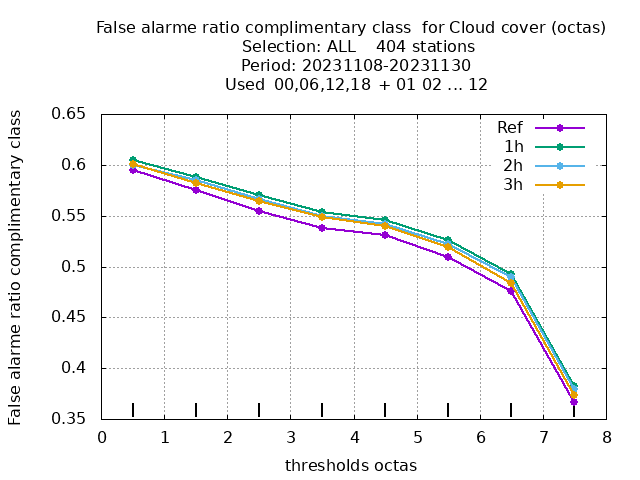 False alarme ratio complimentary class  for Cloud cover (octas)
Selection: ALL    404 stations
Period: 20231108-20231130
Used  00,06,12,18  + 01 02 ... 12
False alarme ratio complimentary class
0.65
0.6
0.55
0.5
0.45
0.4
0.35
Ref
1h
2h
3h
0 1 2 3 4 5 6 7 8
thresholds octas